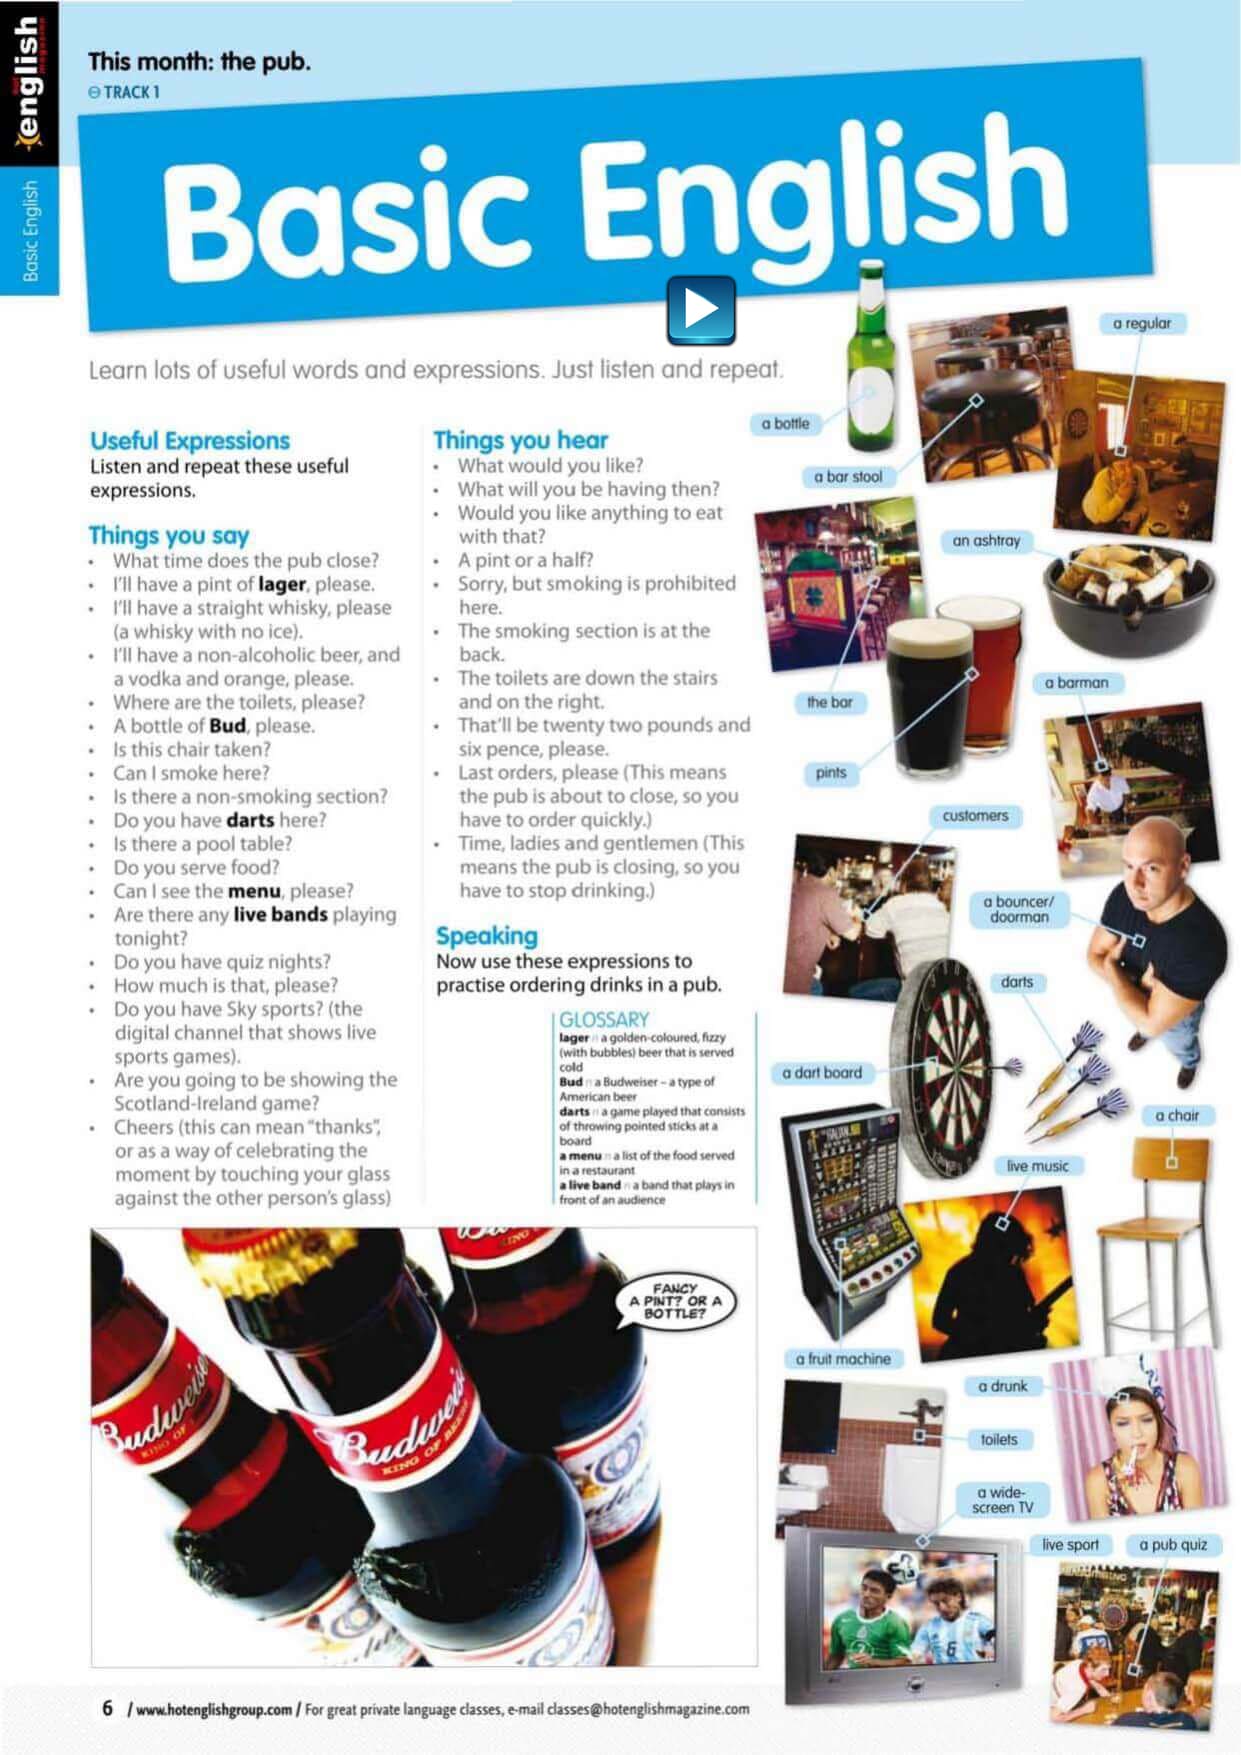 hot
english
magazine
Basic English
This month: the pub.
TRACK 1
Basic English
Learn lots of useful words and expressions. Just listen and repeat.
Useful Expressions
Listen and repeat these useful
expressions.
Things you say
• What time does the pub close?
• I'll have a pint of lager, please.
• I'll have a straight whisky, please
(a whisky with no ice).
• I'll have a non-alcoholic beer, and
a vodka and orange, please.
• Where are the toilets, please?
• A bottle of Bud, please.
• Is this chair taken?
• Can I smoke here?
• Is there a non-smoking section?
• Do you have darts here?
• Is there a pool table?
• Do you serve food?
• Can I see the menu, please?
• Are there any live bands playing
tonight?
• Do you have quiz nights?
• How much is that, please?
• Do you have Sky sports? (the
digital channel that shows live
sports games).
• Are you going to be showing the
Scotland-Ireland game?
• Cheers (this can mean "thanks",
or as a way of celebrating the
moment by touching your glass
against the other person's glass)
Things you hear
• What would you like?
• What will you be having then?
• Would you like anything to eat
with that?
• A pint or a half?
• Sorry, but smoking is prohibited
here.
• The smoking section is at the
back.
• The toilets are down the stairs
and on the right.
• That'll be twenty two pounds and
six pence, please.
• Last orders, please (This means
the pub is about to close, so you
have to order quickly.)
• Time, ladies and gentlemen (This
means the pub is closing, so you
have to stop drinking.)
Speaking
Now use these expressions to
practise ordering drinks in a pub.
GLOSSARY
lager n a golden-coloured, fizzy
(with bubbles) beer that is served
cold
Bud n a Budweiser – a type of
American beer
darts n a game played that consists
of throwing pointed sticks at a
board
a menu n a list of the food served
in a restaurant
a live band n a band that plays in
front of an audience
a regular
a bottle
a bar stool
an ashtray
the bar
a barman
pints
customers
a bouncer/
doorman
darts
a dart board
a chair
live music
a fruit machine
a drunk
toilets
a wide-
screen TV
live sport
a pub quiz
FANCY
A PINT? OR A
BOTTLE?
Budweiser
KING OF
Budweiser
KING OF BEERS
6 / www.hotenglishgroup.com / For great private language classes, e-mail classes@hotenglishmagazine.com